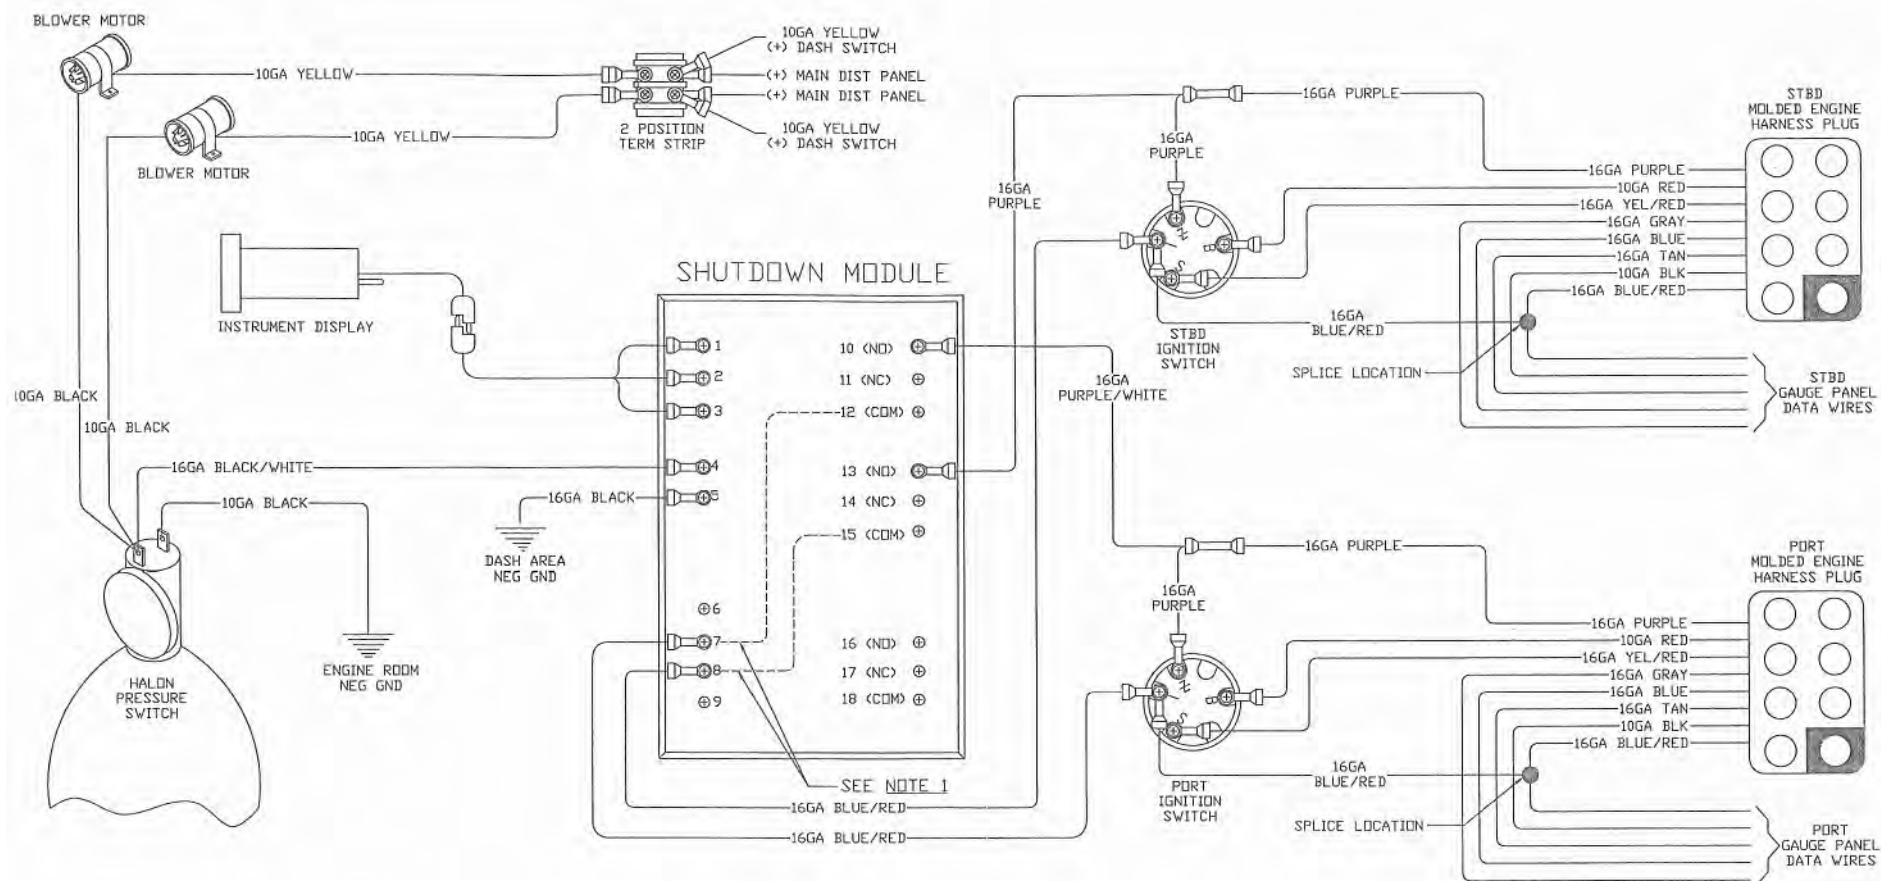 BLOWER MOTOR
10GA YELLOW
10GA YELLOW
(+) DASH SWITCH
(+) MAIN DIST PANEL
(+) MAIN DIST PANEL
10GA YELLOW
(+) DASH SWITCH
2 POSITION
TERM STRIP
10GA YELLOW
BLOWER MOTOR
INSTRUMENT DISPLAY
10GA BLACK
10GA BLACK
16GA BLACK/WHITE
10GA BLACK
16GA BLACK
DASH AREA
NEG GND
ENGINE ROOM
NEG GND
HALON
PRESSURE
SWITCH
SHUTDOWN MODULE
1
2
3
4
5
6
7
8
9
10 (NO)
11 (NC)
12 (COM)
13 (NO)
14 (NC)
15 (COM)
16 (NO)
17 (NC)
18 (COM)
SEE NOTE 1
16GA BLUE/RED
16GA BLUE/RED
16GA
PURPLE
16GA
PURPLE/WHITE
16GA PURPLE
16GA
PURPLE
I
B
S
STBD
IGNITION
SWITCH
16GA
BLUE/RED
SPLICE LOCATION
STBD
MOLDED ENGINE
HARNESS PLUG
16GA PURPLE
10GA RED
16GA YEL/RED
16GA GRAY
16GA BLUE
16GA TAN
10GA BLK
16GA BLUE/RED
STBD
GAUGE PANEL
DATA WIRES
16GA PURPLE
16GA
PURPLE
I
B
S
PORT
IGNITION
SWITCH
16GA
BLUE/RED
SPLICE LOCATION
PORT
MOLDED ENGINE
HARNESS PLUG
16GA PURPLE
10GA RED
16GA YEL/RED
16GA GRAY
16GA BLUE
16GA TAN
10GA BLK
16GA BLUE/RED
PORT
GAUGE PANEL
DATA WIRES